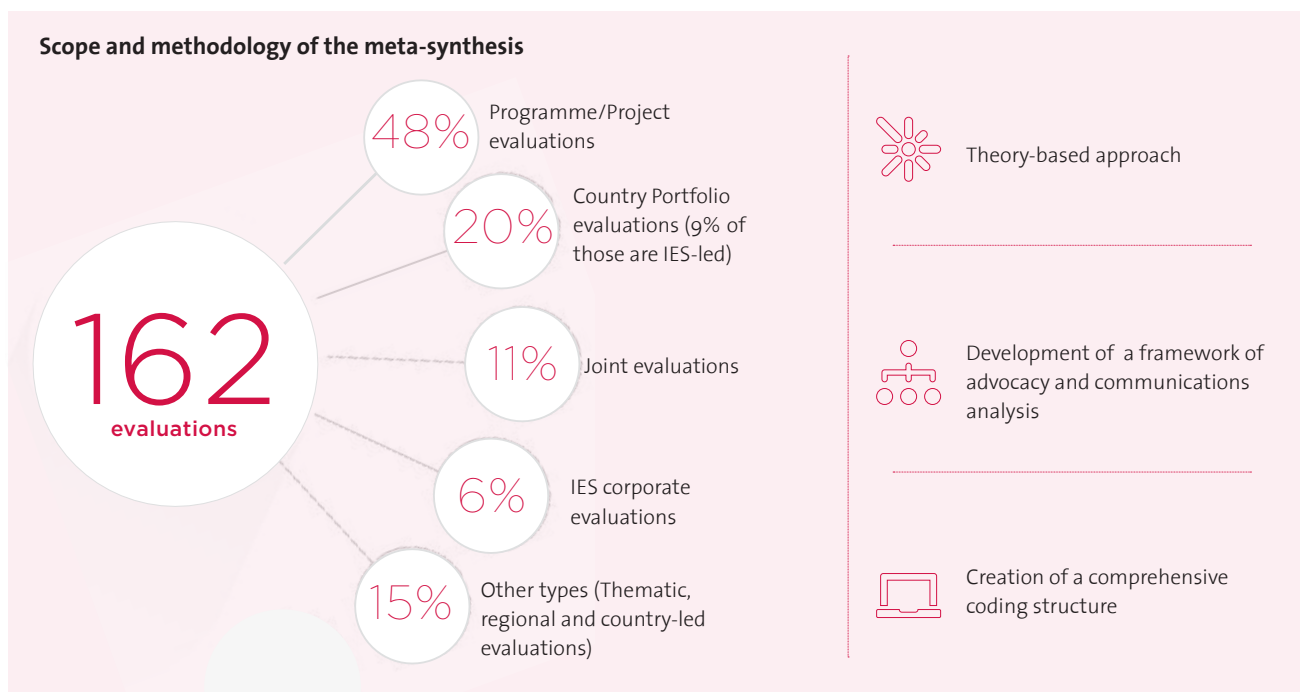 Scope and methodology of the meta-synthesis
162
evaluations
48%
Programme/Project
evaluations
20%
Country Portfolio
evaluations (9% of
those are IES-led)
11%
Joint evaluations
6%
IES corporate
evaluations
15%
Other types (Thematic,
regional and country-led
evaluations)
Theory-based approach
Development of a framework of
advocacy and communications
analysis
Creation of a comprehensive
coding structure